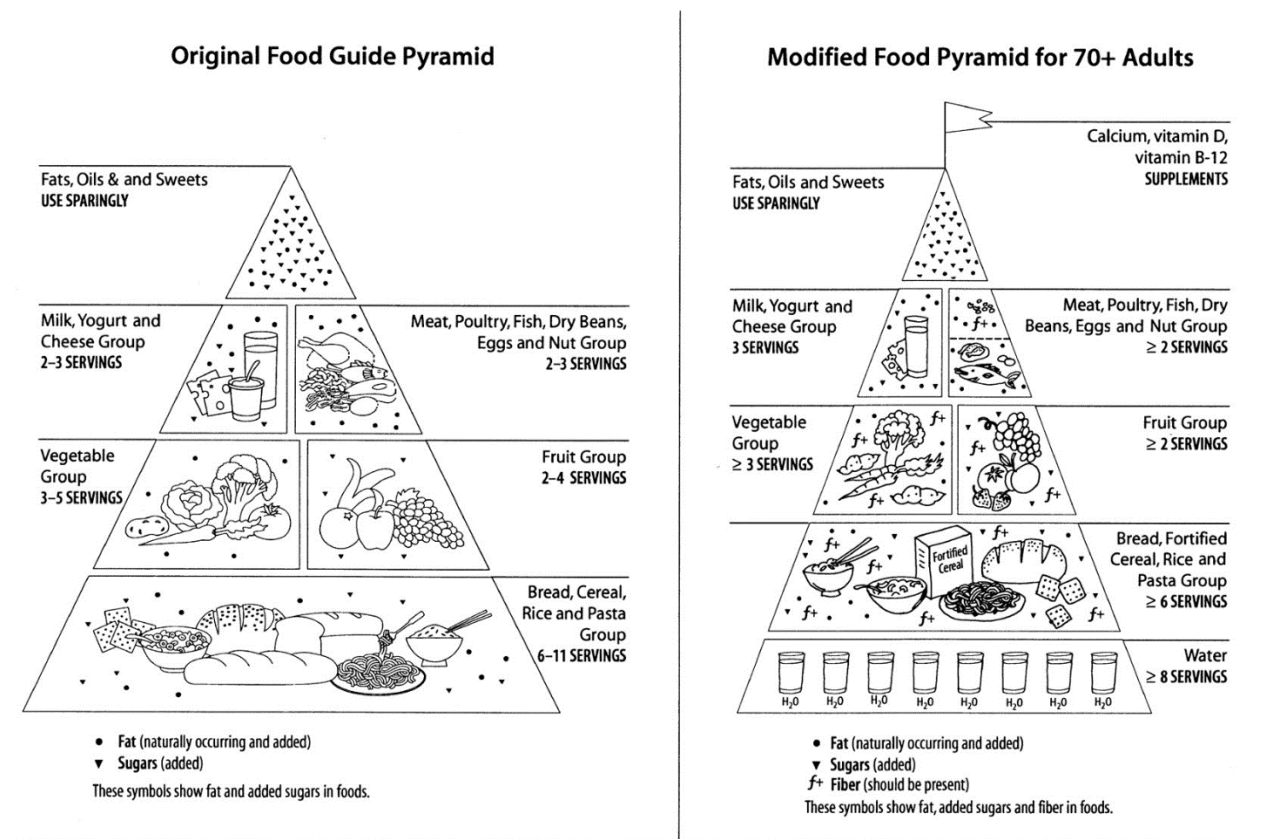 Original Food Guide Pyramid
Fats, Oils & and Sweets
USE SPARINGLY
Milk, Yogurt and
Cheese Group
2–3 SERVINGS
Meat, Poultry, Fish, Dry Beans,
Eggs and Nut Group
2–3 SERVINGS
Vegetable
Group
3–5 SERVINGS
Fruit Group
2–4 SERVINGS
Bread, Cereal,
Rice and Pasta
Group
6–11 SERVINGS
● Fat (naturally occurring and added)
▼ Sugars (added)
These symbols show fat and added sugars in foods.
Modified Food Pyramid for 70+ Adults
Calcium, vitamin D,
vitamin B-12
SUPPLEMENTS
Fats, Oils and Sweets
USE SPARINGLY
Milk, Yogurt and
Cheese Group
3 SERVINGS
f+
Meat, Poultry, Fish, Dry
Beans, Eggs and Nut Group
≥ 2 SERVINGS
Vegetable
Group
≥ 3 SERVINGS
f+
f+
f+
Fruit Group
≥ 2 SERVINGS
f+
f+
Bread, Fortified
Cereal, Rice and
Pasta Group
≥ 6 SERVINGS
f+
f+
f+
Fortified
Cereal
f+
f+
f+
Water
≥ 8 SERVINGS
H₂O H₂O H₂O H₂O H₂O H₂O H₂O H₂O
● Fat (naturally occurring and added)
▼ Sugars (added)
f+ Fiber (should be present)
These symbols show fat, added sugars and fiber in foods.